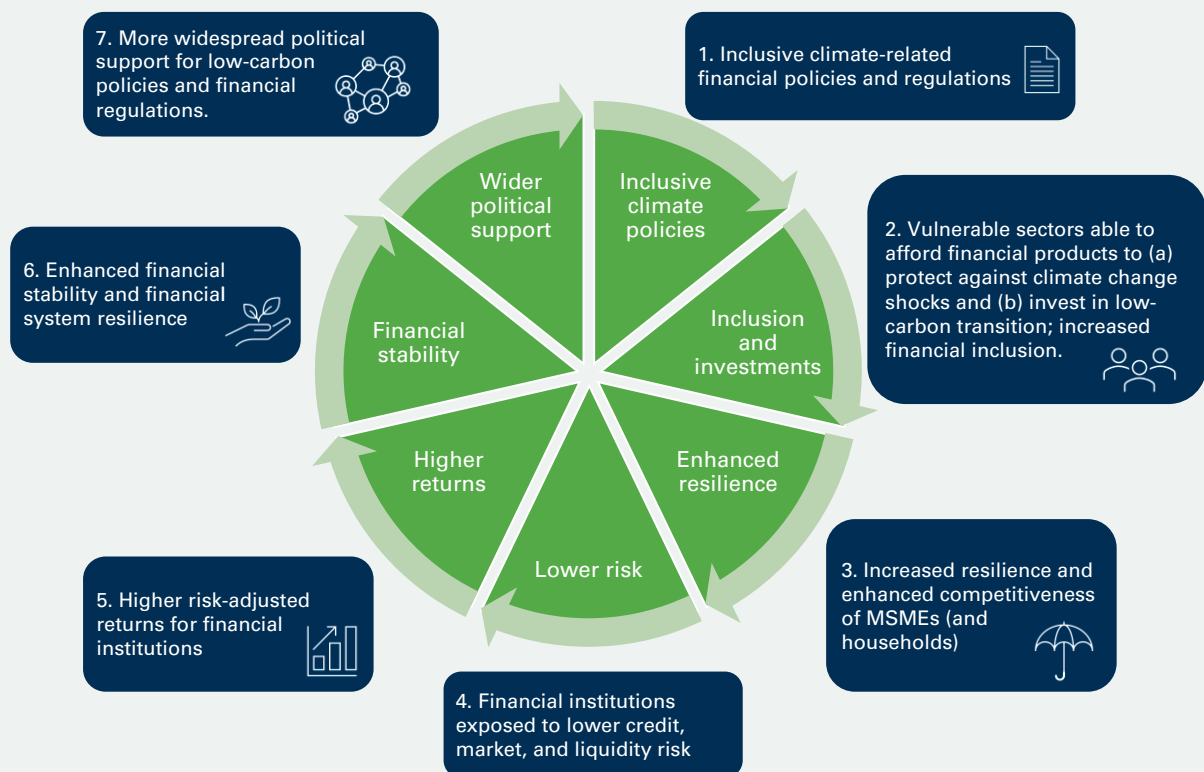 7. More widespread political
support for low-carbon
policies and financial
regulations.
1. Inclusive climate-related
financial policies and regulations
Wider
political
support
Inclusive
climate
policies
2. Vulnerable sectors able to
afford financial products to (a)
protect against climate change
shocks and (b) invest in low-
carbon transition; increased
financial inclusion.
6. Enhanced financial
stability and financial
system resilience
Financial
stability
Inclusion
and
investments
Higher
returns
Enhanced
resilience
Lower risk
3. Increased resilience and
enhanced competitiveness
of MSMEs (and
households)
5. Higher risk-adjusted
returns for financial
institutions
4. Financial institutions
exposed to lower credit,
market, and liquidity risk